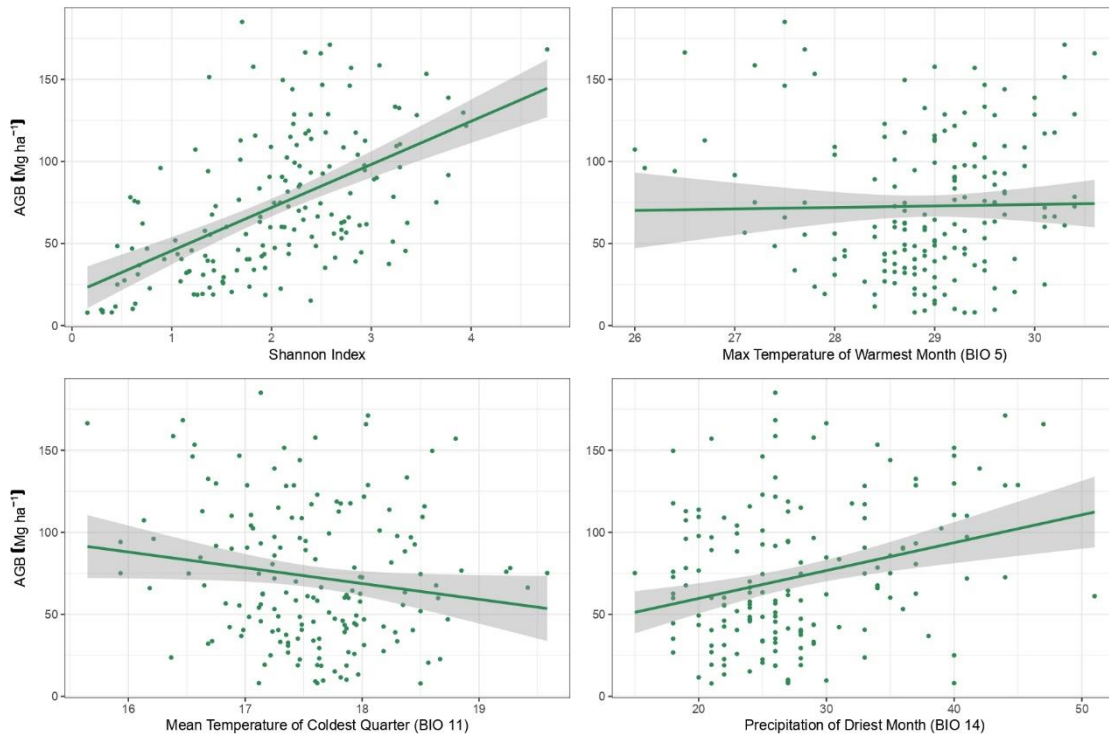 AGB (Mg ha⁻¹)
150
100
50
0
0 1 2 3 4
Shannon Index
150
100
50
0
26 27 28 29 30
Max Temperature of Warmest Month (BIO 5)
AGB (Mg ha⁻¹)
150
100
50
0
16 17 18 19
Mean Temperature of Coldest Quarter (BIO 11)
150
100
50
0
20 30 40 50
Precipitation of Driest Month (BIO 14)